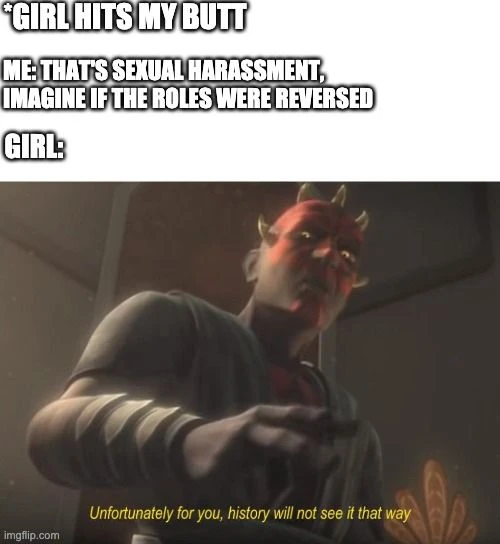 *GIRL HITS MY BUTT
ME: THAT'S SEXUAL HARASSMENT,
IMAGINE IF THE ROLES WERE REVERSED
GIRL:
Unfortunately for you, history will not see it that way
imgflip.com